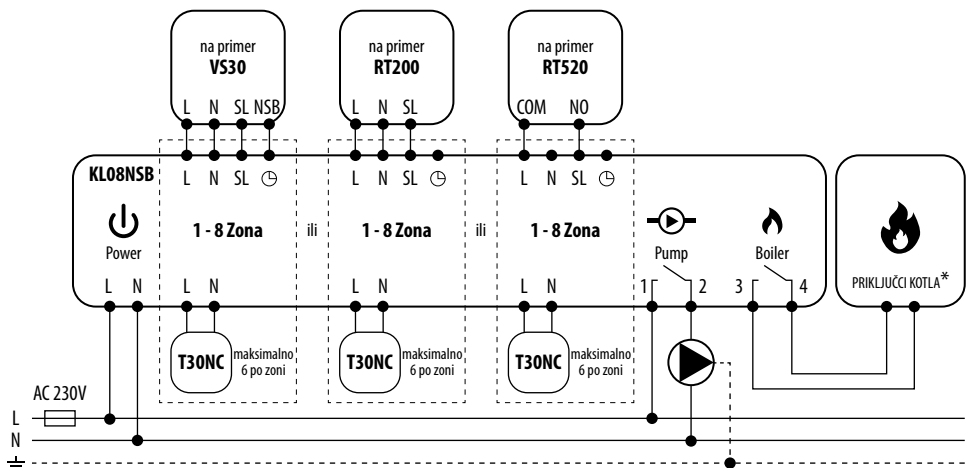 na primer
VS30
na primer
RT200
na primer
RT520
L N SL NSB
L N SL
COM NO
KL08NSB
L N SL
L N SL
L N SL
Power
1 - 8 Zona
ili
1 - 8 Zona
ili
1 - 8 Zona
Pump
Boiler
PRIKLJUČCI KOTLA*
L N
L N
L N
L N
1 2
3 4
T30NC
maksimalno
6 po zoni
T30NC
maksimalno
6 po zoni
T30NC
maksimalno
6 po zoni
AC 230V
L
N